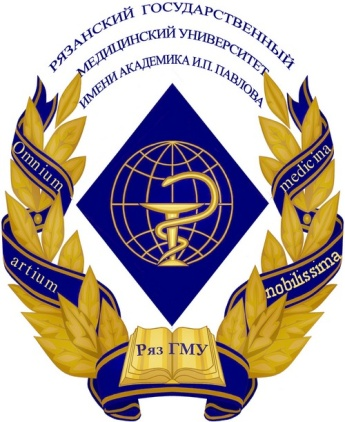 РЯЗАНСКИЙ ГОСУДАРСТВЕННЫЙ
МЕДИЦИНСКИЙ УНИВЕРСИТЕТ
ИМЕНИ АКАДЕМИКА И.П. ПАВЛОВА
Omnium
artium
medicina
nobilissima
Ряз ГМУ